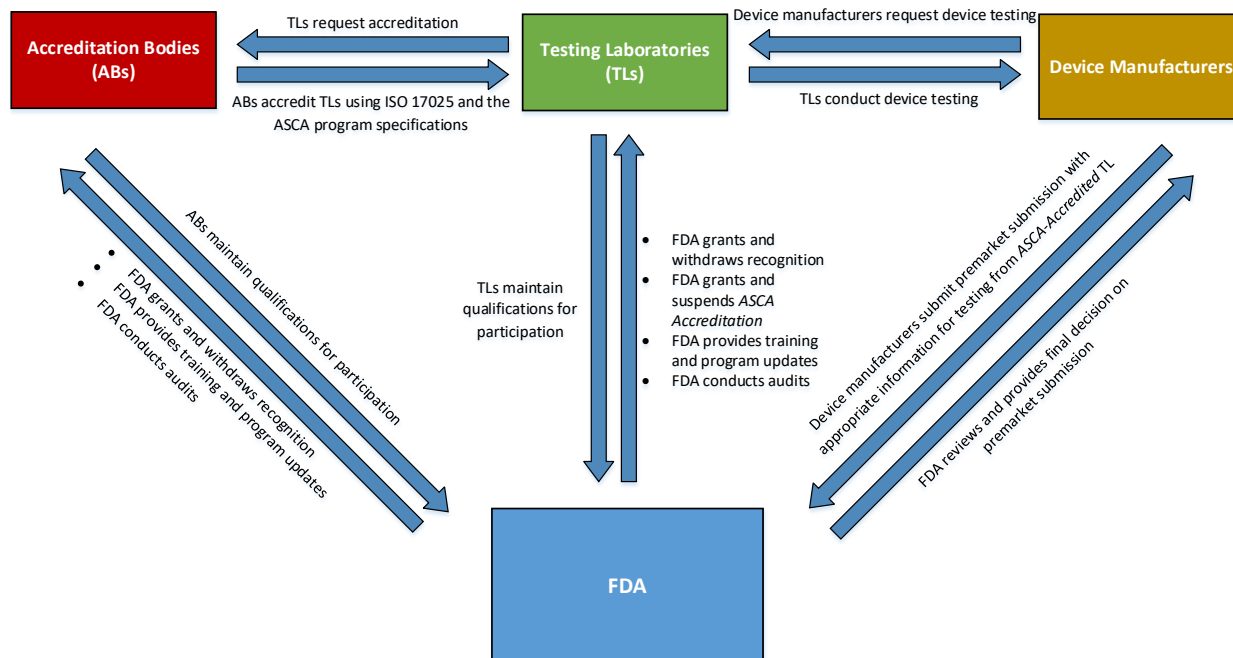 TLs request accreditation
Device manufacturers request device testing
Accreditation Bodies
(ABs)
Testing Laboratories
(TLs)
Device Manufacturers
ABs accredit TLs using ISO 17025 and the
ASCA program specifications
TLs conduct device testing
ABs maintain qualifications for participation
• FDA grants and withdraws recognition
• FDA provides training and program updates
• FDA conducts audits
TLs maintain
qualifications for
participation
• FDA grants and
withdraws recognition
• FDA grants and
suspends ASCA
Accreditation
• FDA provides training
and program updates
• FDA conducts audits
Device manufacturers submit premarket submission with
appropriate information for testing from ASCA-Accredited TL
FDA reviews and provides final decision on
premarket submission
FDA